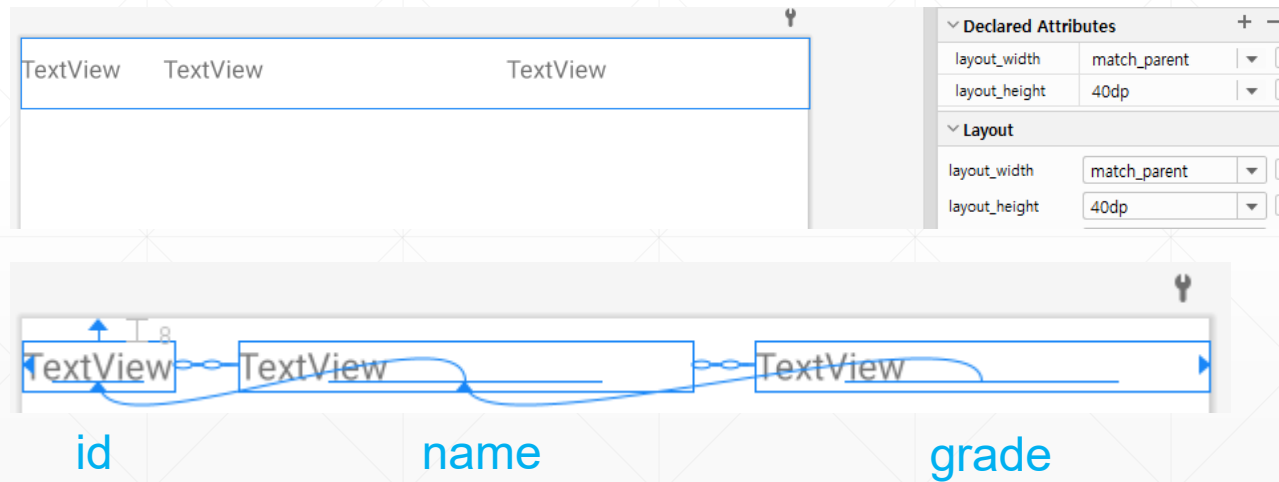 TextView TextView TextView
Declared Attributes + −
layout_width match_parent
layout_height 40dp
Layout
layout_width match_parent
layout_height 40dp
8
TextView TextView TextView
id name grade